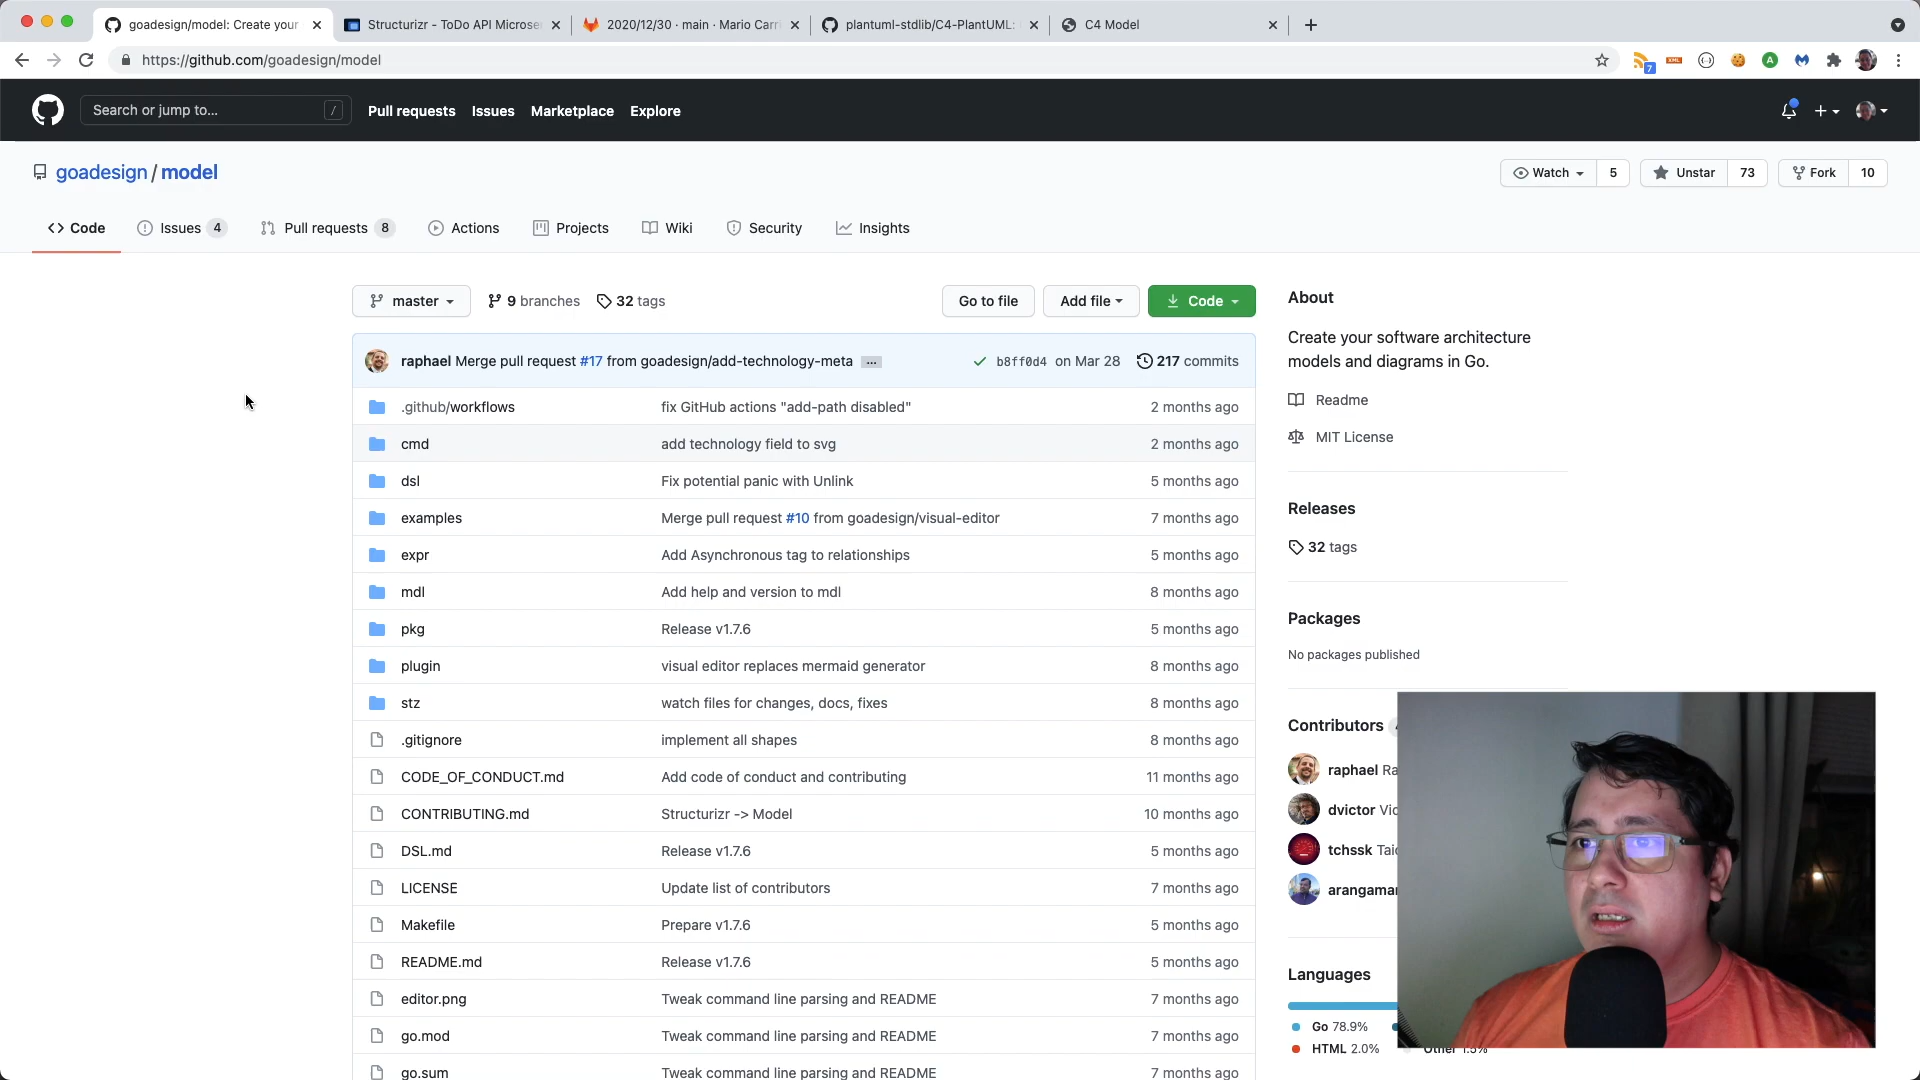 goadesign/model: Create your
Structurizr - ToDo API Microser
2020/12/30 · main · Mario Carri
plantuml-stdlib/C4-PlantUML:
C4 Model
https://github.com/goadesign/model
7
XML
A
Search or jump to...
/
Pull requests
Issues
Marketplace
Explore
goadesign / model
Watch
5
Unstar
73
Fork
10
Code
Issues 4
Pull requests 8
Actions
Projects
Wiki
Security
Insights
master
9 branches
32 tags
Go to file
Add file
Code
raphael Merge pull request #17 from goadesign/add-technology-meta ...
b8ff0d4 on Mar 28
217 commits
.github/workflows fix GitHub actions "add-path disabled" 2 months ago
cmd add technology field to svg 2 months ago
dsl Fix potential panic with Unlink 5 months ago
examples Merge pull request #10 from goadesign/visual-editor 7 months ago
expr Add Asynchronous tag to relationships 5 months ago
mdl Add help and version to mdl 8 months ago
pkg Release v1.7.6 5 months ago
plugin visual editor replaces mermaid generator 8 months ago
stz watch files for changes, docs, fixes 8 months ago
.gitignore implement all shapes 8 months ago
CODE_OF_CONDUCT.md Add code of conduct and contributing 11 months ago
CONTRIBUTING.md Structurizr -> Model 10 months ago
DSL.md Release v1.7.6 5 months ago
LICENSE Update list of contributors 7 months ago
Makefile Prepare v1.7.6 5 months ago
README.md Release v1.7.6 5 months ago
editor.png Tweak command line parsing and README 7 months ago
go.mod Tweak command line parsing and README 7 months ago
go.sum Tweak command line parsing and README 7 months ago
About
Create your software architecture
models and diagrams in Go.
Readme
MIT License
Releases
32 tags
Packages
No packages published
Contributors
raphael Ra
dvictor Vic
tchssk Taic
arangamar
Languages
Go 78.9%
HTML 2.0%
Other 1.5%